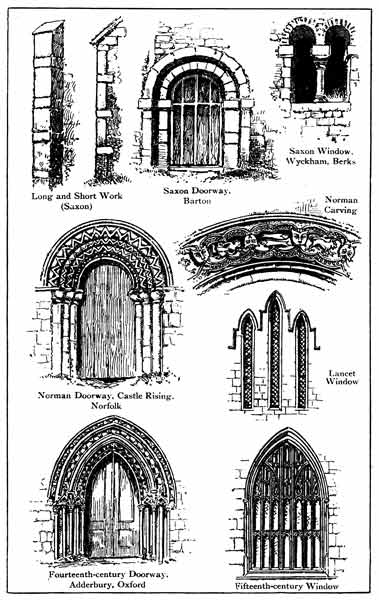 Long and Short Work
(Saxon)
Saxon Doorway,
Barton
Saxon Window,
Wyckham, Berks
Norman
Carving
Norman Doorway, Castle Rising,
Norfolk
Lancet
Window
Fourteenth-century Doorway,
Adderbury, Oxford
Fifteenth-century Window